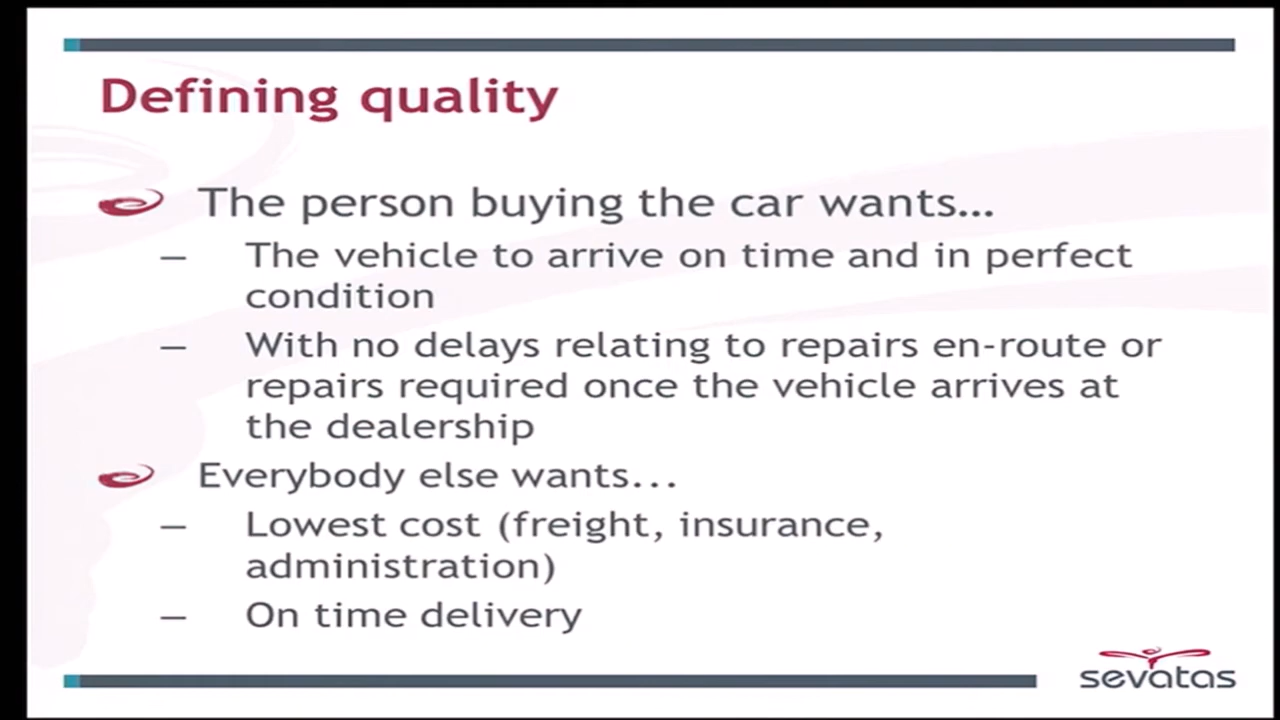 Defining quality
The person buying the car wants…
— The vehicle to arrive on time and in perfect
condition
— With no delays relating to repairs en-route or
repairs required once the vehicle arrives at
the dealership
Everybody else wants...
— Lowest cost (freight, insurance,
administration)
— On time delivery
sevatas